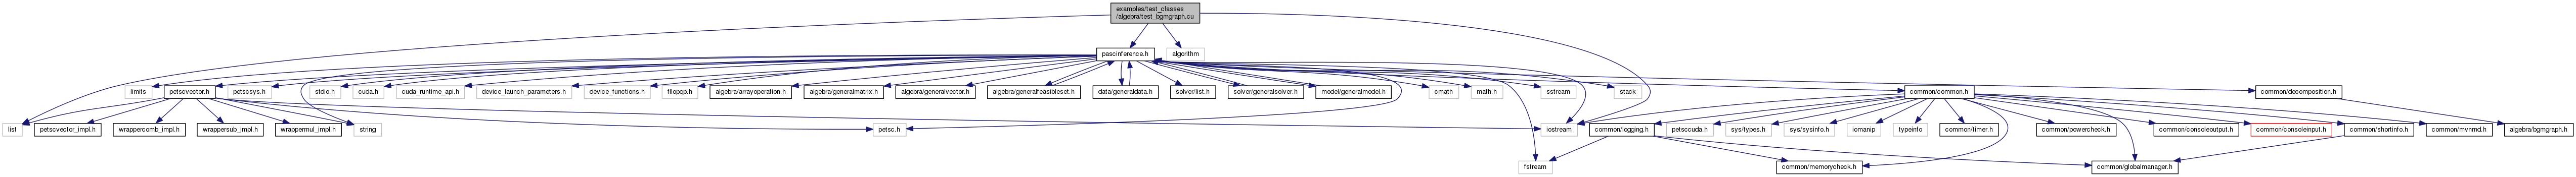 examples/test_classes
/algebra/test_bgmgraph.cu
pascinference.h
algorithm
limits
petscvector.h
petscsys.h
stdio.h
cuda.h
cuda_runtime_api.h
device_launch_parameters.h
device_functions.h
fllopqp.h
algebra/arrayoperation.h
algebra/generalmatrix.h
algebra/generalvector.h
algebra/generalfeasibleset.h
data/generaldata.h
solver/list.h
solver/generalsolver.h
model/generalmodel.h
cmath
math.h
sstream
stack
common/common.h
common/decomposition.h
list
petscvector_impl.h
wrappercomb_impl.h
wrappersub_impl.h
wrappermul_impl.h
string
petsc.h
iostream
common/logging.h
petsccuda.h
sys/types.h
sys/sysinfo.h
iomanip
typeinfo
common/timer.h
common/powercheck.h
common/consoleoutput.h
common/consoleinput.h
common/shortinfo.h
common/mvnrnd.h
algebra/bgmgraph.h
fstream
common/memorycheck.h
common/globalmanager.h